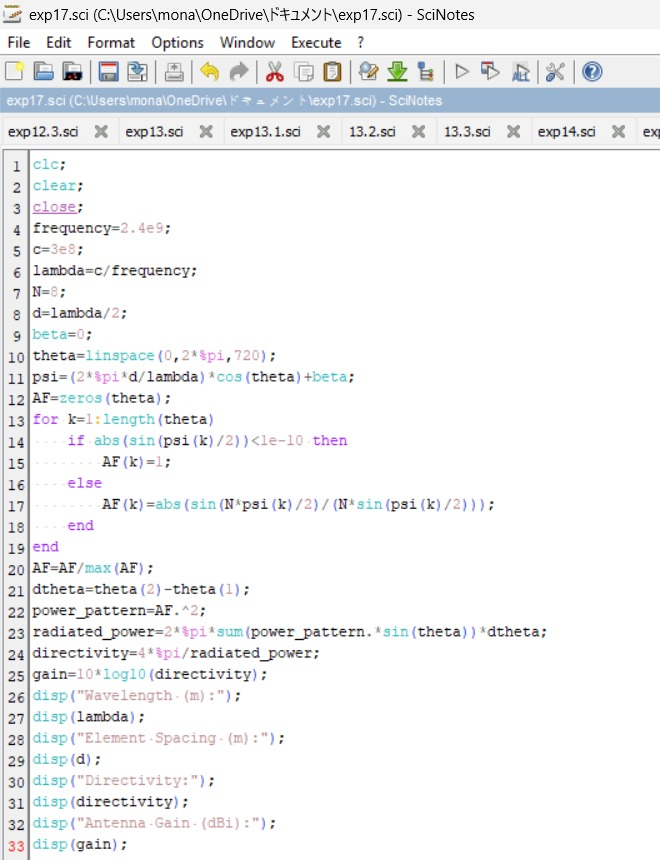 exp17.sci (C:\Users\mona\OneDrive\ドキュメント\exp17.sci) - SciNotes
File Edit Format Options Window Execute ?
exp17.sci (C:\Users\mona\OneDrive\ドキュメント\exp17.sci) - SciNotes
exp12.3.sci exp13.sci exp13.1.sci 13.2.sci 13.3.sci exp14.sci exp
1 clc;
2 clear;
3 close;
4 frequency=2.4e9;
5 c=3e8;
6 lambda=c/frequency;
7 N=8;
8 d=lambda/2;
9 beta=0;
10 theta=linspace(0,2*%pi,720);
11 psi=(2*%pi*d/lambda)*cos(theta)+beta;
12 AF=zeros(theta);
13 for k=1:length(theta)
14 if abs(sin(psi(k)/2))<1e-10 then
15 AF(k)=1;
16 else
17 AF(k)=abs(sin(N*psi(k)/2)/(N*sin(psi(k)/2)));
18 end
19 end
20 AF=AF/max(AF);
21 dtheta=theta(2)-theta(1);
22 power_pattern=AF.^2;
23 radiated_power=2*%pi*sum(power_pattern.*sin(theta))*dtheta;
24 directivity=4*%pi/radiated_power;
25 gain=10*log10(directivity);
26 disp("Wavelength (m):");
27 disp(lambda);
28 disp("Element Spacing (m):");
29 disp(d);
30 disp("Directivity:");
31 disp(directivity);
32 disp("Antenna Gain (dBi):");
33 disp(gain);